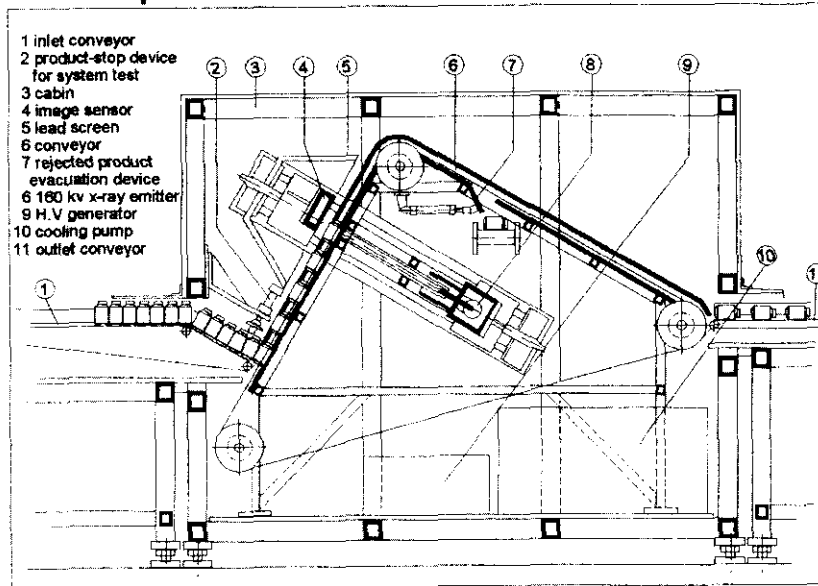 1 inlet conveyor
2 product-stop device
for system test
3 cabin
4 image sensor
5 lead screen
6 conveyor
7 rejected product
evacuation device
6 160 kv x-ray emitter
9 H.V generator
10 cooling pump
11 outlet conveyor
2 3 4 5 6 7 8 9
10
1 1